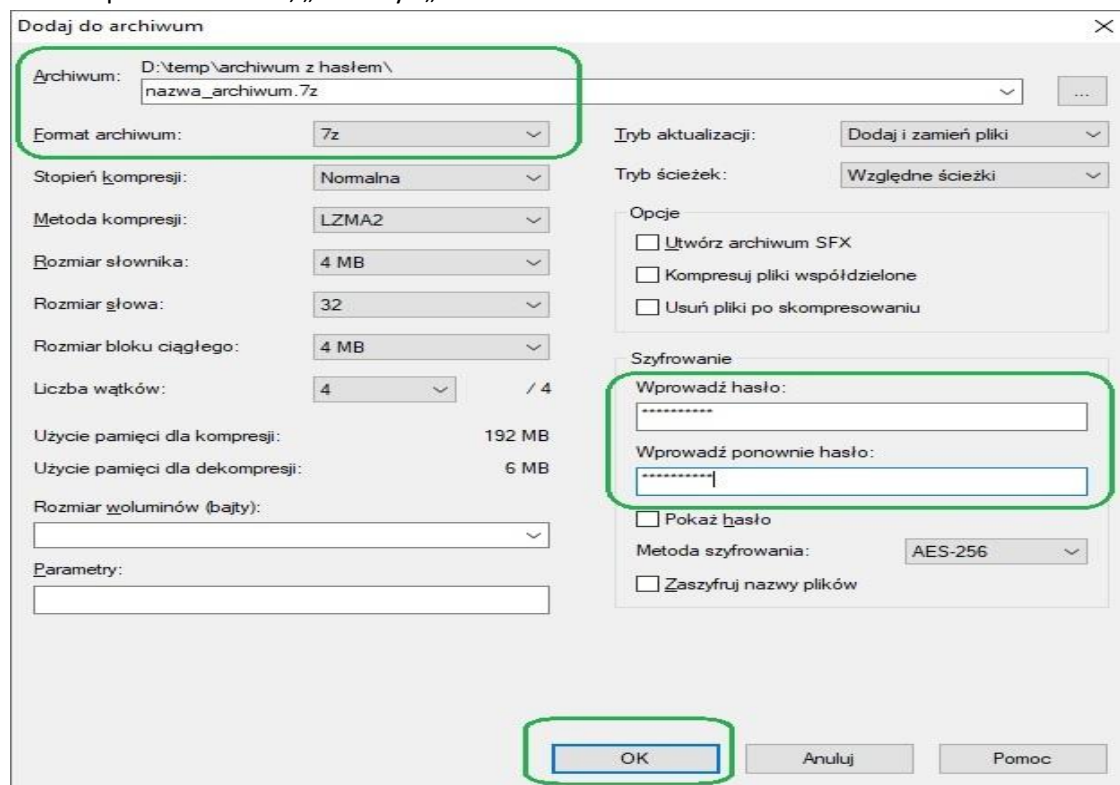 Dodaj do archiwum
Archiwum:
D:\temp\archiwum z hasłem\
nazwa_archiwum.7z
...
Format archiwum: 7z
Stopień kompresji: Normalna
Metoda kompresji: LZMA2
Rozmiar słownika: 4 MB
Rozmiar słowa: 32
Rozmiar bloku ciągłego: 4 MB
Liczba wątków: 4 / 4
Użycie pamięci dla kompresji: 192 MB
Użycie pamięci dla dekompresji: 6 MB
Rozmiar woluminów (bajty):
Parametry:
Tryb aktualizacji: Dodaj i zamień pliki
Tryb ścieżek: Względne ścieżki
Opcje
Utwórz archiwum SFX
Kompresuj pliki współdzielone
Usuń pliki po skompresowaniu
Szyfrowanie
Wprowadź hasło:
**********
Wprowadź ponownie hasło:
**********
Pokaż hasło
Metoda szyfrowania: AES-256
Zaszyfruj nazwy plików
OK Anuluj Pomoc